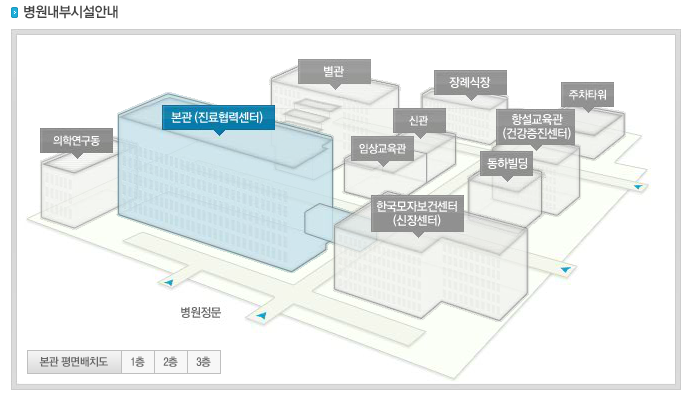 병원내부시설안내
별관
장례식장
주차타워
본관 (진료협력센터)
신관
항설교육관
(건강증진센터)
의학연구동
임상교육관
동하빌딩
한국모자보건센터
(신장센터)
병원정문
본관 평면배치도 1층 2층 3층